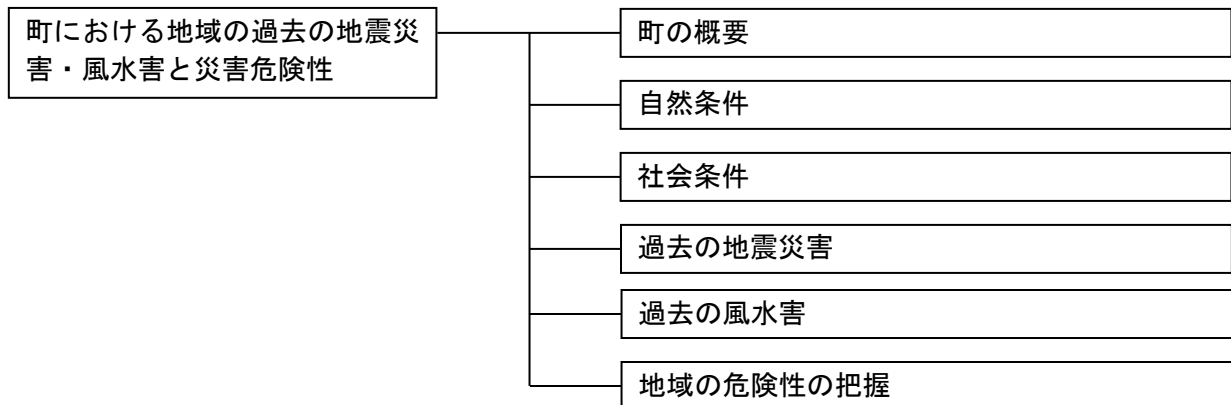 町における地域の過去の地震災
害・風水害と災害危険性
町の概要
自然条件
社会条件
過去の地震災害
過去の風水害
地域の危険性の把握